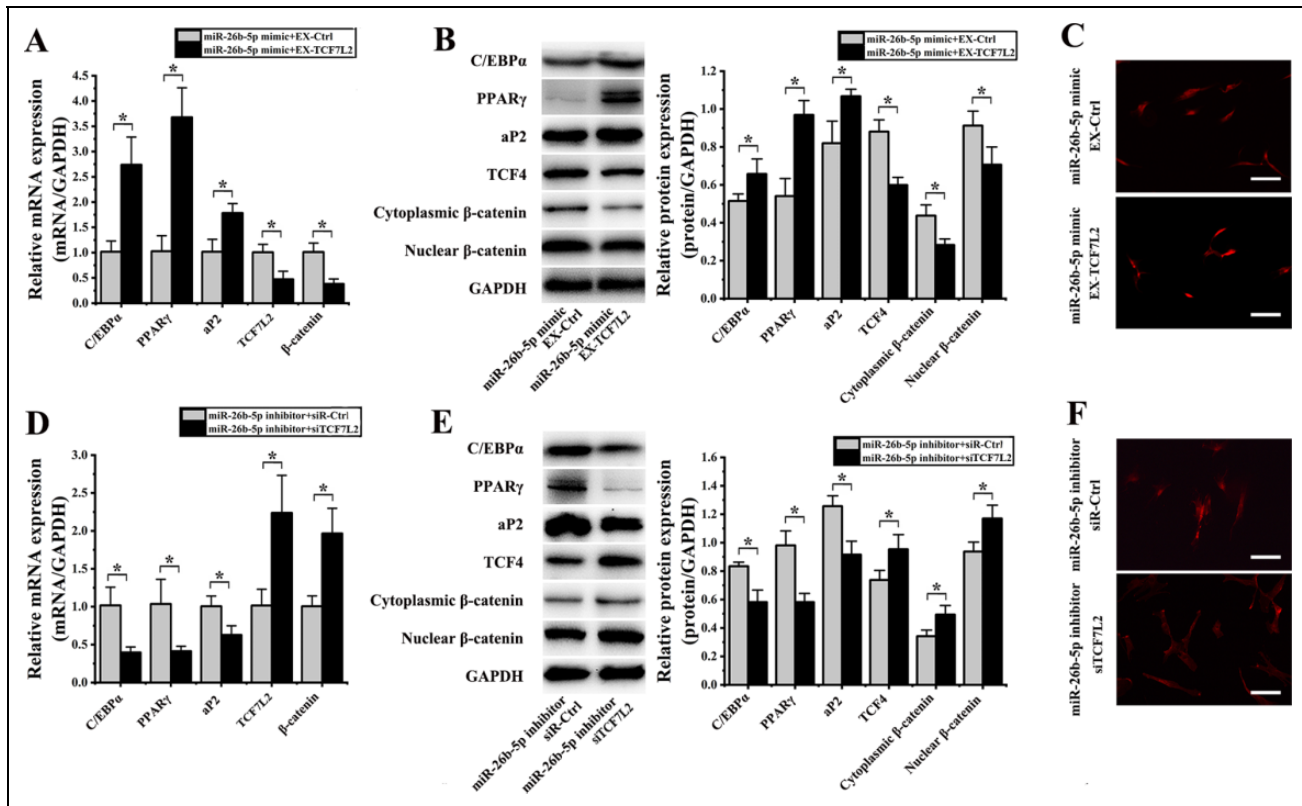 A
miR-26b-5p mimic+EX-Ctrl
miR-26b-5p mimic+EX-TCF7L2
Relative mRNA expression
(mRNA/GAPDH)
5.0
4.5
4.0
3.5
3.0
2.5
2.0
1.5
1.0
0.5
0.0
* * * * *
C/EBPα
PPARγ
aP2
TCF7L2
β-catenin
B
C/EBPα
PPARγ
aP2
TCF4
Cytoplasmic β-catenin
Nuclear β-catenin
GAPDH
miR-26b-5p mimic
EX-Ctrl
miR-26b-5p mimic
EX-TCF7L2
miR-26b-5p mimic+EX-Ctrl
miR-26b-5p mimic+EX-TCF7L2
Relative protein expression
(protein/GAPDH)
1.2
1.0
0.8
0.6
0.4
0.2
0.0
* * * * * *
C/EBPα
PPARγ
aP2
TCF4
Cytoplasmic β-catenin
Nuclear β-catenin
C
miR-26b-5p mimic
EX-Ctrl
miR-26b-5p mimic
EX-TCF7L2
D
miR-26b-5p inhibitor+siR-Ctrl
miR-26b-5p inhibitor+siTCF7L2
Relative mRNA expression
(mRNA/GAPDH)
3.0
2.5
2.0
1.5
1.0
0.5
0.0
* * * * *
C/EBPα
PPARγ
aP2
TCF7L2
β-catenin
E
C/EBPα
PPARγ
aP2
TCF4
Cytoplasmic β-catenin
Nuclear β-catenin
GAPDH
miR-26b-5p inhibitor
siR-Ctrl
miR-26b-5p inhibitor
siTCF7L2
miR-26b-5p inhibitor+siR-Ctrl
miR-26b-5p inhibitor+siTCF7L2
Relative protein expression
(protein/GAPDH)
1.6
1.4
1.2
1.0
0.8
0.6
0.4
0.2
0.0
* * * * * *
C/EBPα
PPARγ
aP2
TCF4
Cytoplasmic β-catenin
Nuclear β-catenin
F
miR-26b-5p inhibitor
siR-Ctrl
miR-26b-5p inhibitor
siTCF7L2